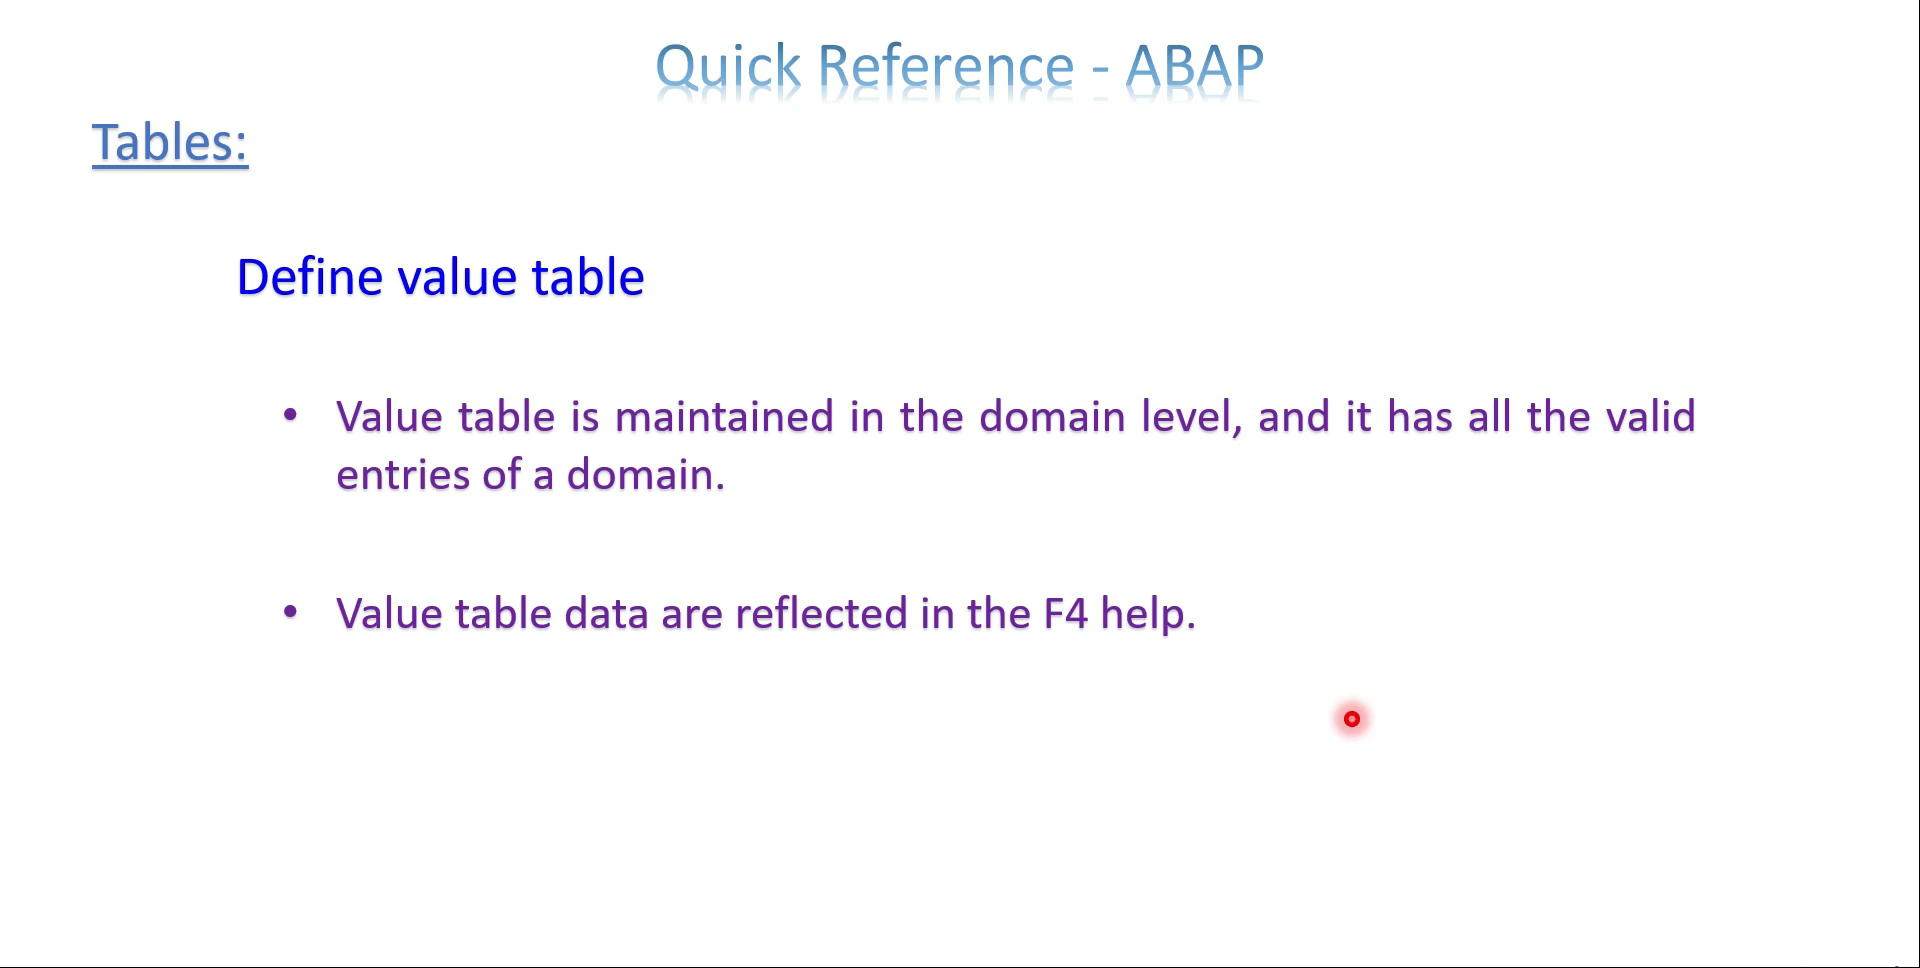 Quick Reference - ABAP
Tables:
Define value table
• Value table is maintained in the domain level, and it has all the valid
entries of a domain.
• Value table data are reflected in the F4 help.